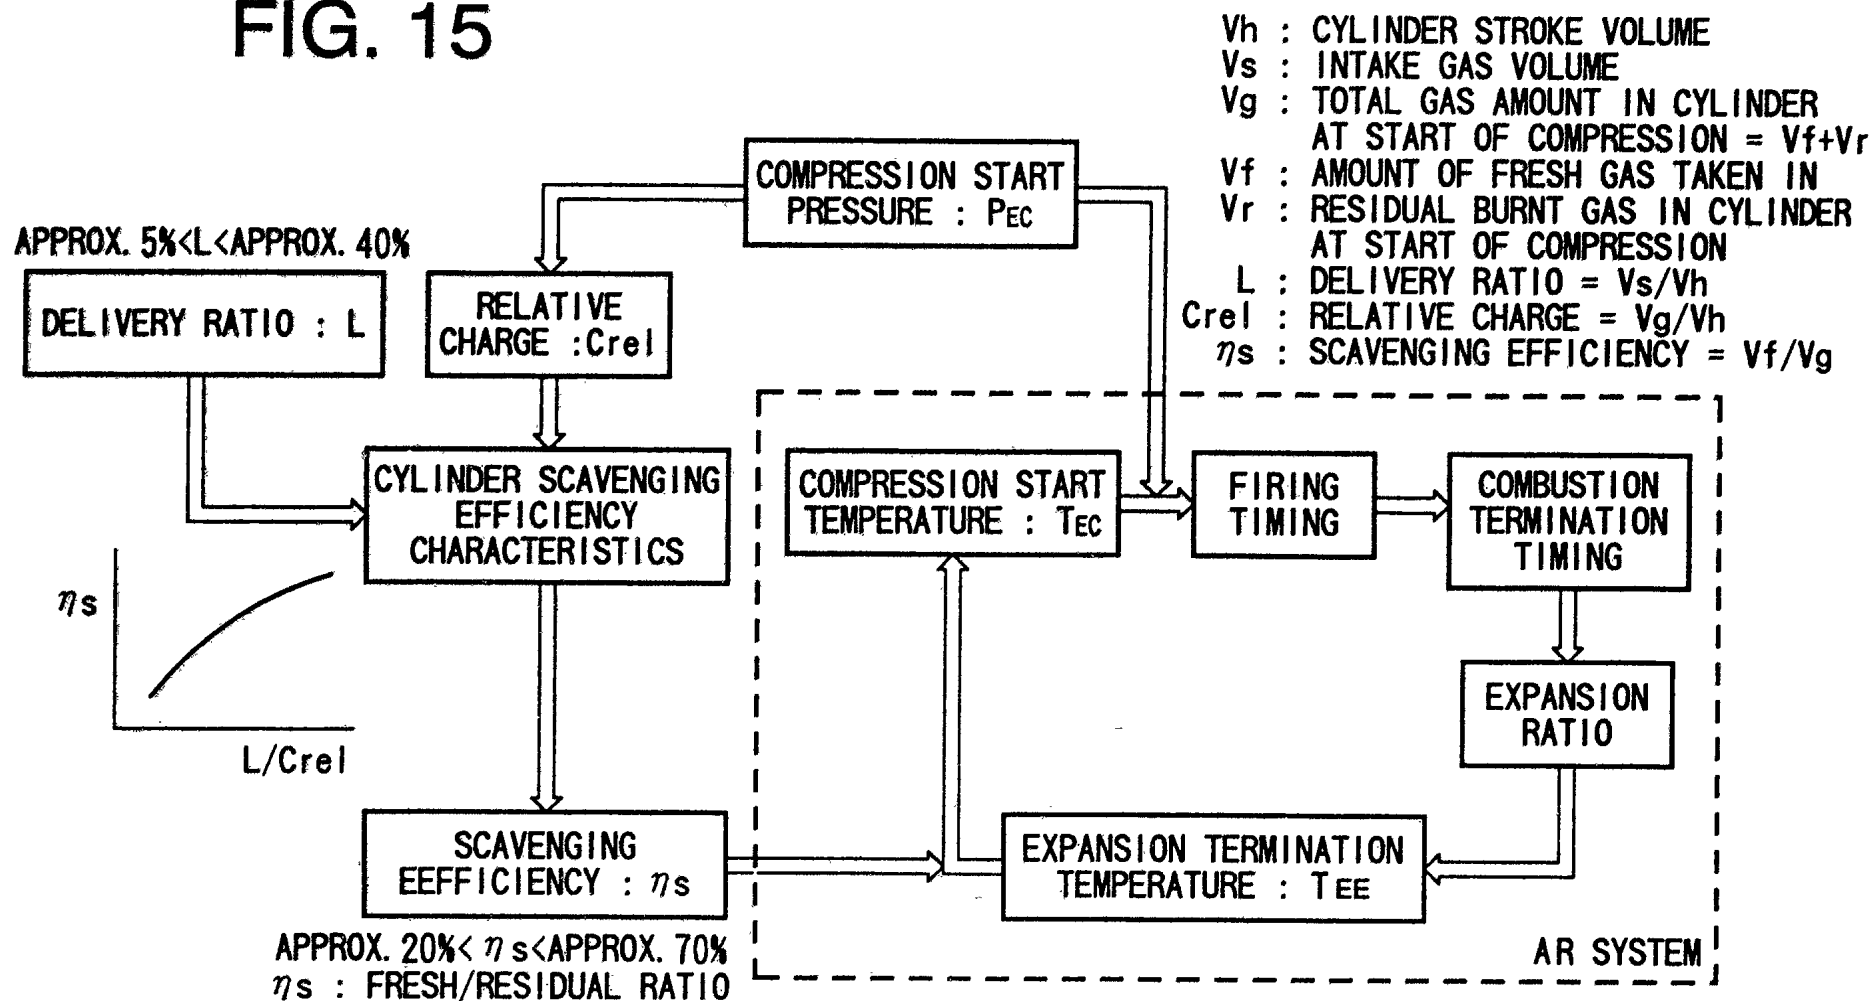 FIG. 15
Vh : CYLINDER STROKE VOLUME
Vs : INTAKE GAS VOLUME
Vg : TOTAL GAS AMOUNT IN CYLINDER
AT START OF COMPRESSION = Vf+Vr
Vf : AMOUNT OF FRESH GAS TAKEN IN
Vr : RESIDUAL BURNT GAS IN CYLINDER
AT START OF COMPRESSION
L : DELIVERY RATIO = Vs/Vh
Crel : RELATIVE CHARGE = Vg/Vh
ηs : SCAVENGING EFFICIENCY = Vf/Vg
COMPRESSION START
PRESSURE : PEC
APPROX. 5%<L<APPROX. 40%
DELIVERY RATIO : L
RELATIVE
CHARGE :Crel
CYLINDER SCAVENGING
EFFICIENCY
CHARACTERISTICS
ηs
L/Crel
SCAVENGING
EEFFICIENCY : ηs
APPROX. 20%< ηs<APPROX. 70%
ηs : FRESH/RESIDUAL RATIO
COMPRESSION START
TEMPERATURE : TEC
FIRING
TIMING
COMBUSTION
TERMINATION
TIMING
EXPANSION
RATIO
EXPANSION TERMINATION
TEMPERATURE : TEE
AR SYSTEM